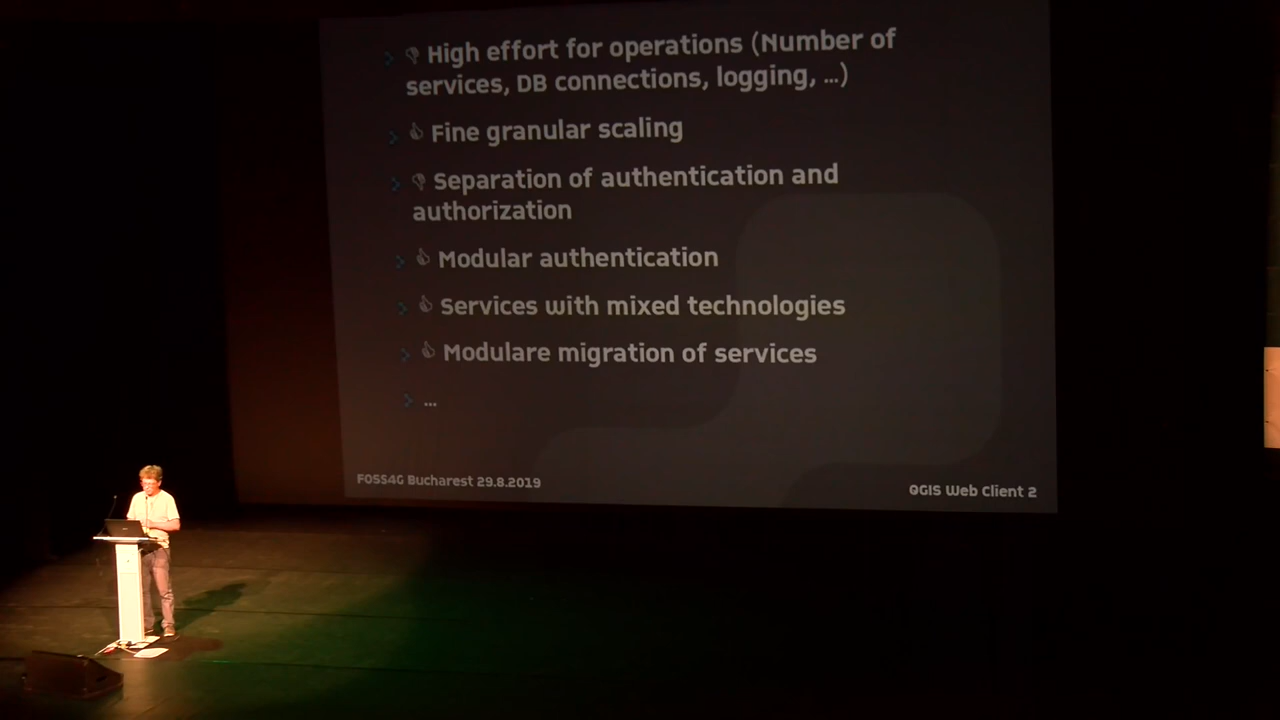 👎 High effort for operations (Number of
services, DB connections, logging, ...)
👍 Fine granular scaling
👎 Separation of authentication and
authorization
👍 Modular authentication
👍 Services with mixed technologies
👍 Modulare migration of services
...
FOSS4G Bucharest 29.8.2019
QGIS Web Client 2